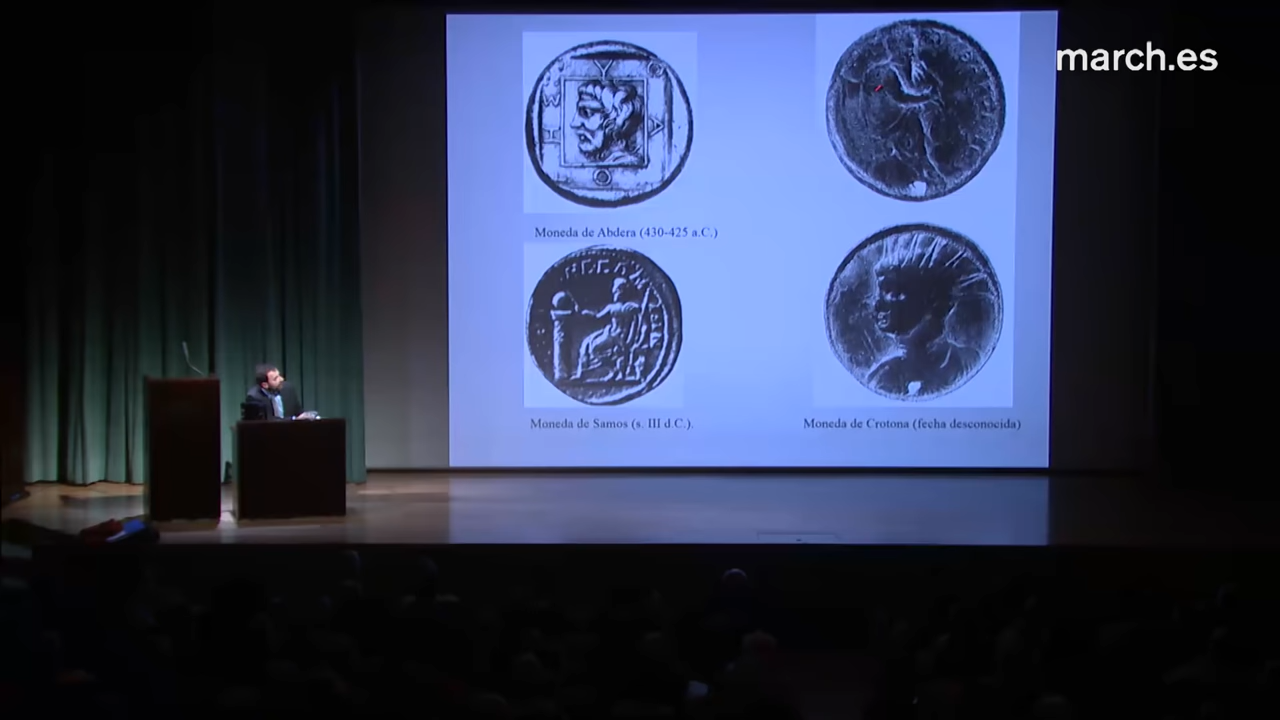 march.es
Moneda de Abdera (430-425 a.C.)
Moneda de Samos (s. III d.C.).
Moneda de Crotona (fecha desconocida)